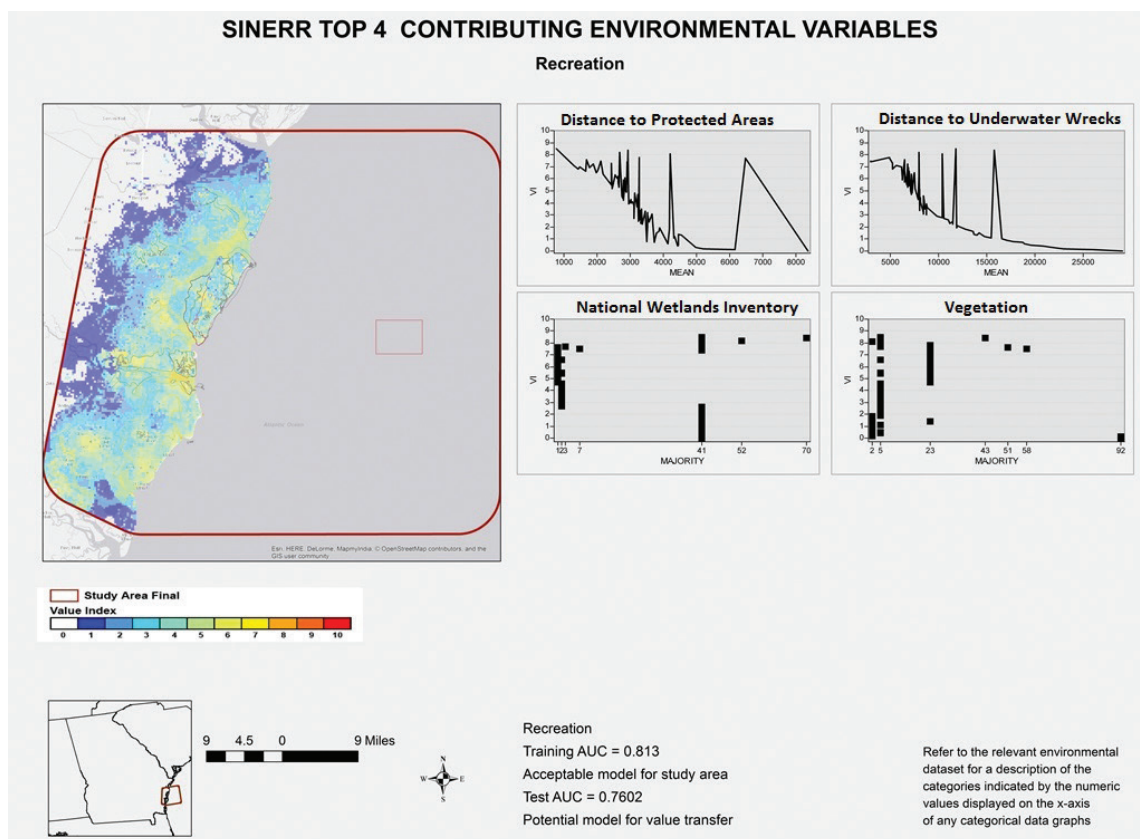 SINERR TOP 4 CONTRIBUTING ENVIRONMENTAL VARIABLES
Recreation
Atlantic Ocean
Esri, HERE, DeLorme, MapmyIndia, © OpenStreetMap contributors, and the
GIS user community
Distance to Protected Areas
10
9
8
7
6
5
4
3
2
1
0
VI
1000 2000 3000 4000 5000 6000 7000 8000
MEAN
Distance to Underwater Wrecks
10
9
8
7
6
5
4
3
2
1
0
VI
5000 10000 15000 20000 25000
MEAN
National Wetlands Inventory
10
9
8
7
6
5
4
3
2
1
0
VI
1 2 3 7 41 52 70
MAJORITY
Vegetation
10
9
8
7
6
5
4
3
2
1
0
VI
2 5 23 43 51 58 92
MAJORITY
Study Area Final
Value Index
0 1 2 3 4 5 6 7 8 9 10
9 4.5 0 9 Miles
N
W E
S
Recreation
Training AUC = 0.813
Acceptable model for study area
Test AUC = 0.7602
Potential model for value transfer
Refer to the relevant environmental
dataset for a description of the
categories indicated by the numeric
values displayed on the x-axis
of any categorical data graphs